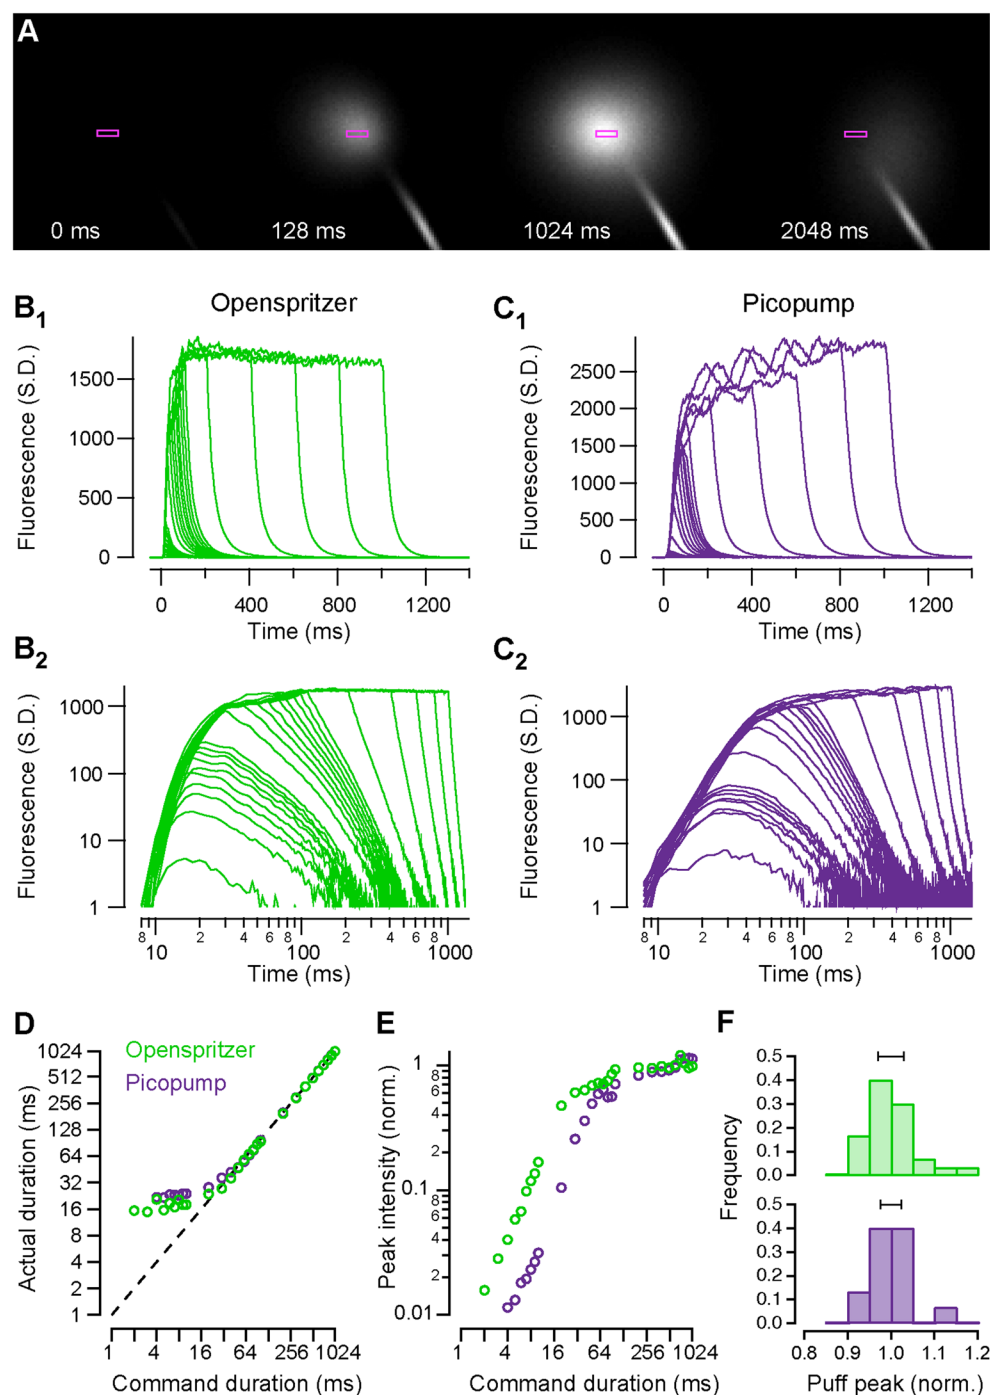 A
0 ms
128 ms
1024 ms
2048 ms
B1
Openspritzer
C1
Picopump
Fluorescence (S.D.)
1500
1000
500
0
0
400
800
1200
Time (ms)
Fluorescence (S.D.)
2500
2000
1500
1000
500
0
0
400
800
1200
Time (ms)
B2
Fluorescence (S.D.)
1000
100
10
1
8 2 4 6 8 2 4 6 8
10 100 1000
Time (ms)
C2
Fluorescence (S.D.)
1000
100
10
1
8 2 4 6 8 2 4 6 8
10 100 1000
Time (ms)
D
Openspritzer
Picopump
Actual duration (ms)
1024
512
256
128
64
32
16
8
4
2
1
1 4 16 64 256 1024
Command duration (ms)
E
Peak intensity (norm.)
1
8
6
4
2
0.1
8
6
4
2
0.01
1 4 16 64 256 1024
Command duration (ms)
F
Frequency
0.5
0.4
0.3
0.2
0.1
0.0
0.5
0.4
0.3
0.2
0.1
0.0
0.8 0.9 1.0 1.1 1.2
Puff peak (norm.)